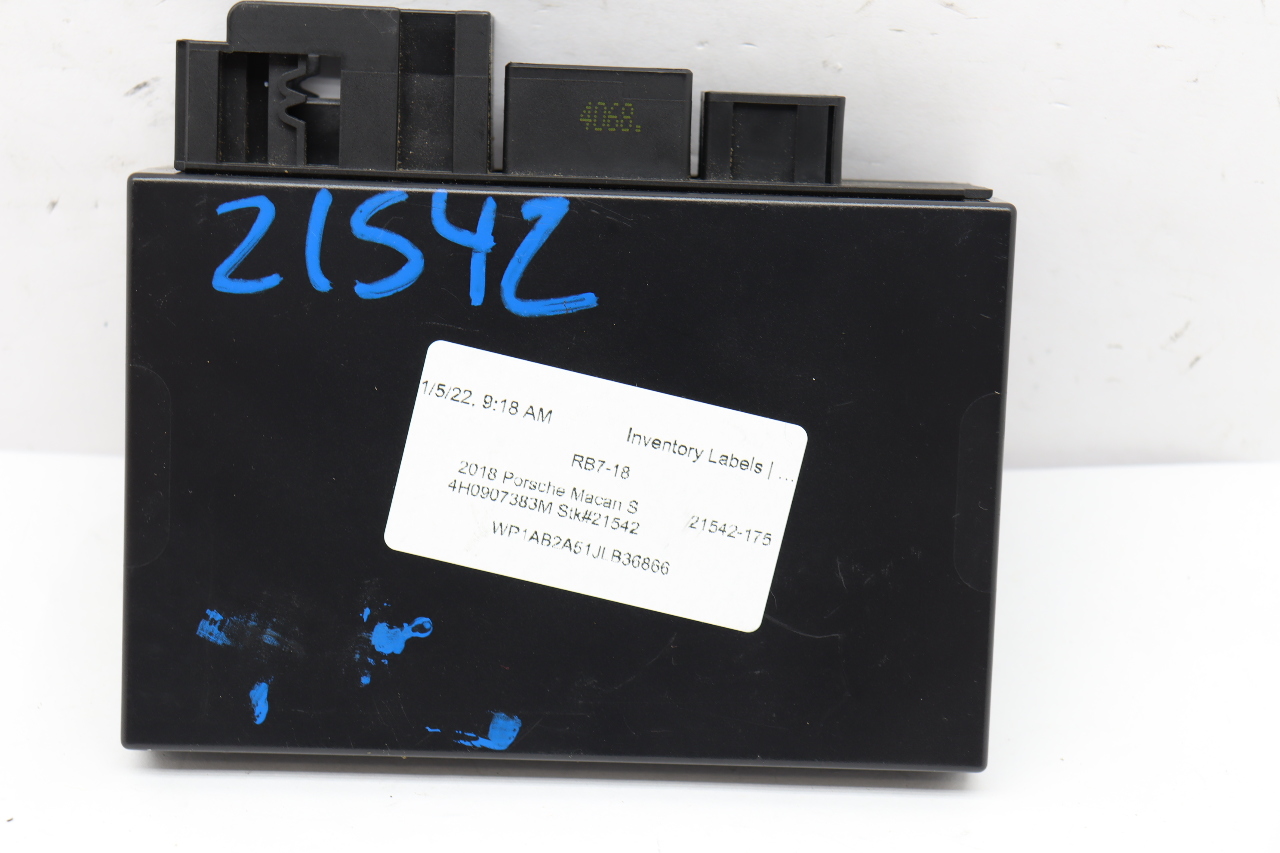 4068.
21542
1/5/22, 9:18 AM
Inventory Labels | ...
RB7-18
2018 Porsche Macan S
4H0907383M Stk#21542
21542-175
WP1AB2A51JLB36866